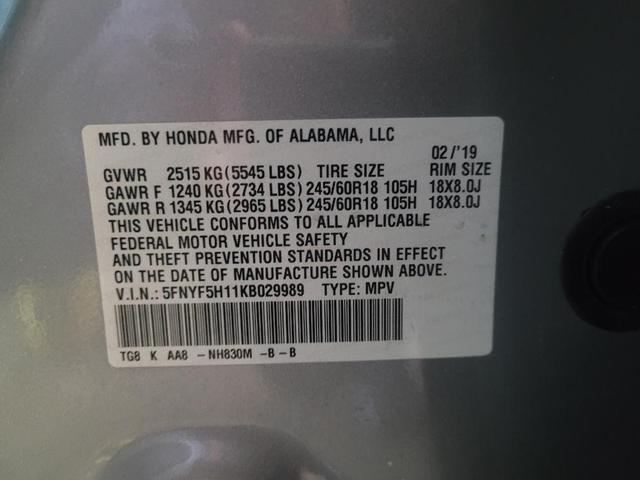 MFD. BY HONDA MFG. OF ALABAMA, LLC
02/'19
GVWR 2515 KG(5545 LBS) TIRE SIZE RIM SIZE
GAWR F 1240 KG(2734 LBS) 245/60R18 105H 18X8.0J
GAWR R 1345 KG(2965 LBS) 245/60R18 105H 18X8.0J
THIS VEHICLE CONFORMS TO ALL APPLICABLE
FEDERAL MOTOR VEHICLE SAFETY
AND THEFT PREVENTION STANDARDS IN EFFECT
ON THE DATE OF MANUFACTURE SHOWN ABOVE.
V.I.N.: 5FNYF5H11KB029989 TYPE: MPV
TG8 K AA8 -NH830M -B-B